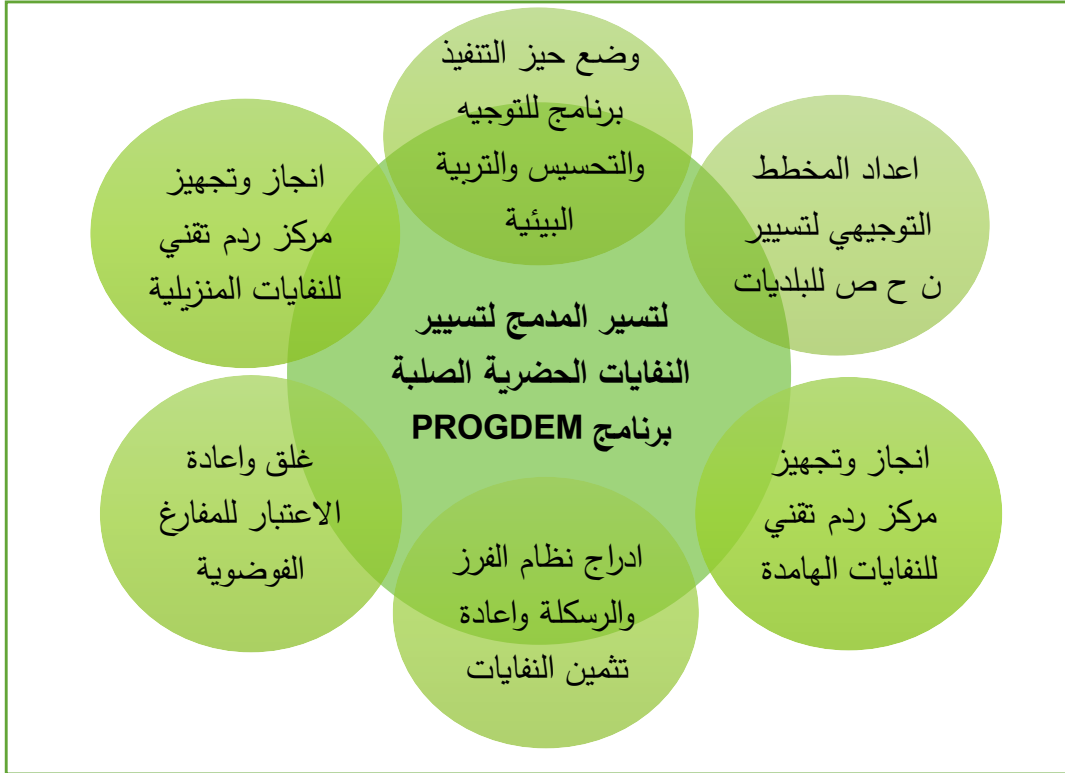 وضع حيز التنفيذ
برنامج للتوجيه
والتحسيس والتربية
البيئية
اعداد المخطط
التوجيهي لتسيير
ن ح ص للبلديات
انجاز وتجهيز
مركز ردم تقني
للنفايات الهامدة
ادراج نظام الفرز
والرسكلة واعادة
تثمين النفايات
غلق واعادة
الاعتبار للمفارغ
الفوضوية
انجاز وتجهيز
مركز ردم تقني
للنفايات المنزيلية
لتسير المدمج لتسيير
النفايات الحضرية الصلبة
برنامج PROGDEM